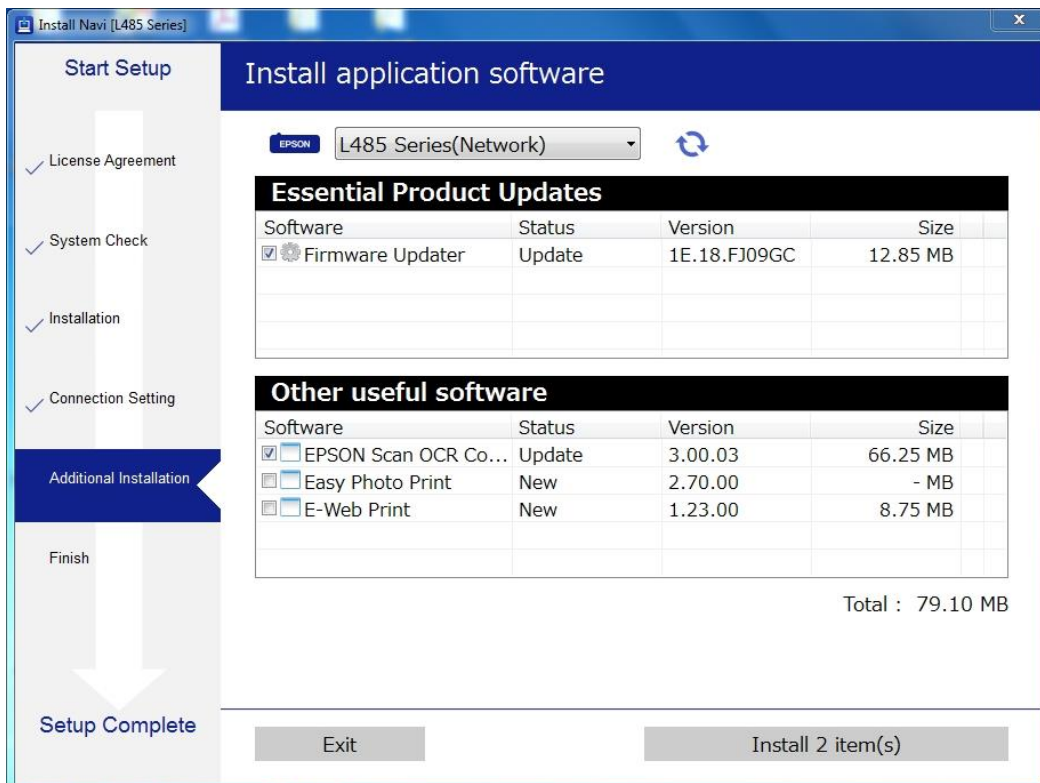 Install Navi [L485 Series]
X
Start Setup
License Agreement
System Check
Installation
Connection Setting
Additional Installation
Finish
Setup Complete
Install application software
EPSON L485 Series(Network)
Essential Product Updates
Software Status Version Size
Firmware Updater Update 1E.18.FJ09GC 12.85 MB
Other useful software
Software Status Version Size
EPSON Scan OCR Co... Update 3.00.03 66.25 MB
Easy Photo Print New 2.70.00 - MB
E-Web Print New 1.23.00 8.75 MB
Total : 79.10 MB
Exit Install 2 item(s)